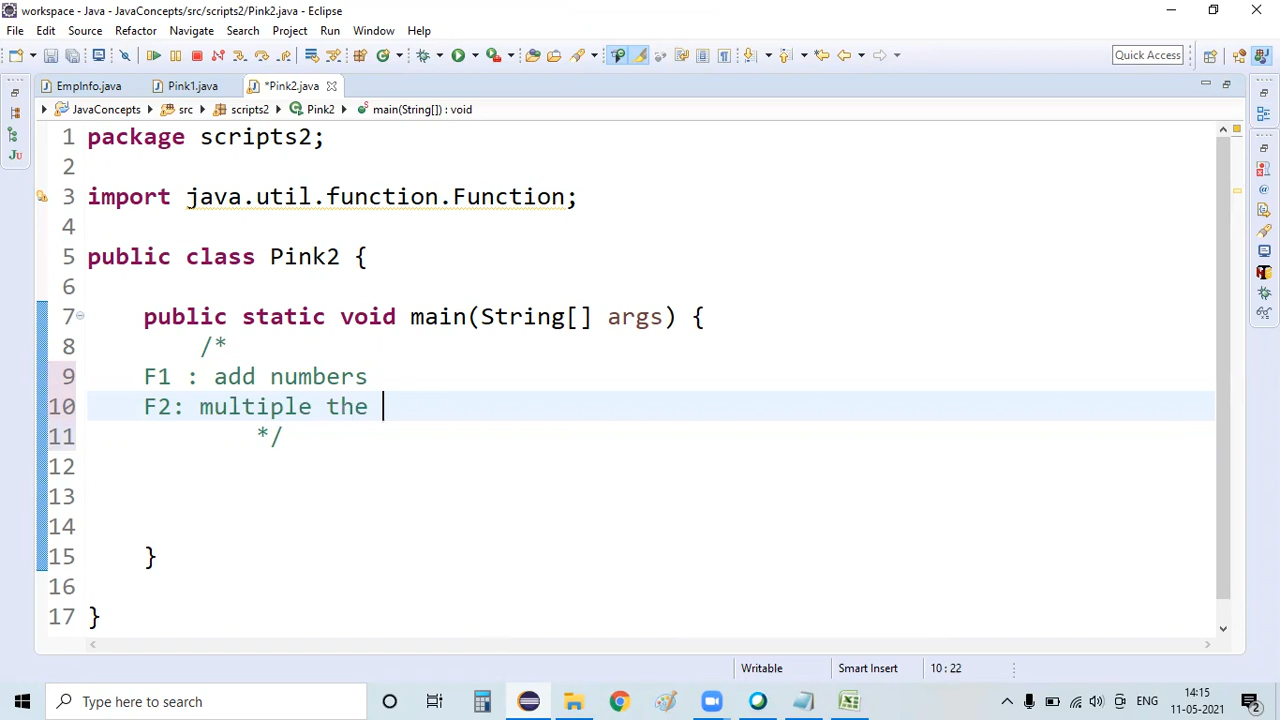 workspace - Java - JavaConcepts/src/scripts2/Pink2.java - Eclipse
File Edit Source Refactor Navigate Search Project Run Window Help
Quick Access
EmpInfo.java Pink1.java *Pink2.java
JavaConcepts src scripts2 Pink2 main(String[]) : void
1 package scripts2;
2
3 import java.util.function.Function;
4
5 public class Pink2 {
6
7 public static void main(String[] args) {
8 /*
9 F1 : add numbers
10 F2: multiple the
11 */
12
13
14
15 }
16
17 }
Writable Smart Insert 10 : 22
Type here to search
ENG
14:15
11-05-2021
2